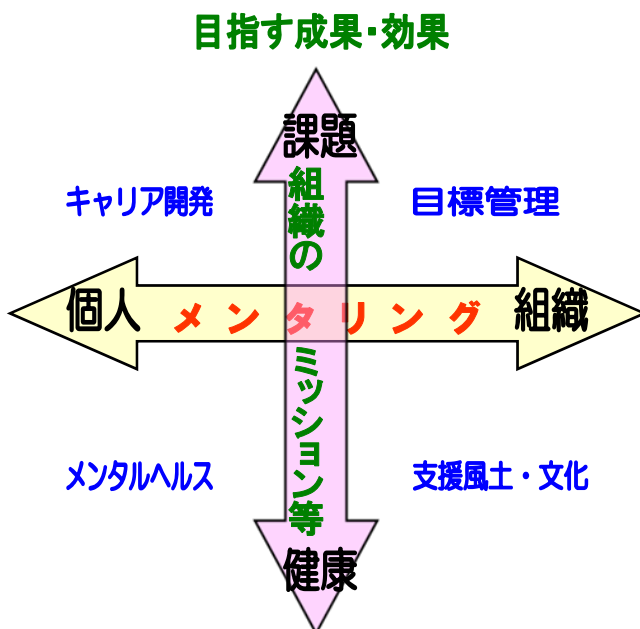 目指す成果・効果
課題
キャリア開発
目標管理
組織の
個人
メンタリング
組織
ミッション等
メンタルヘルス
支援風土・文化
健康